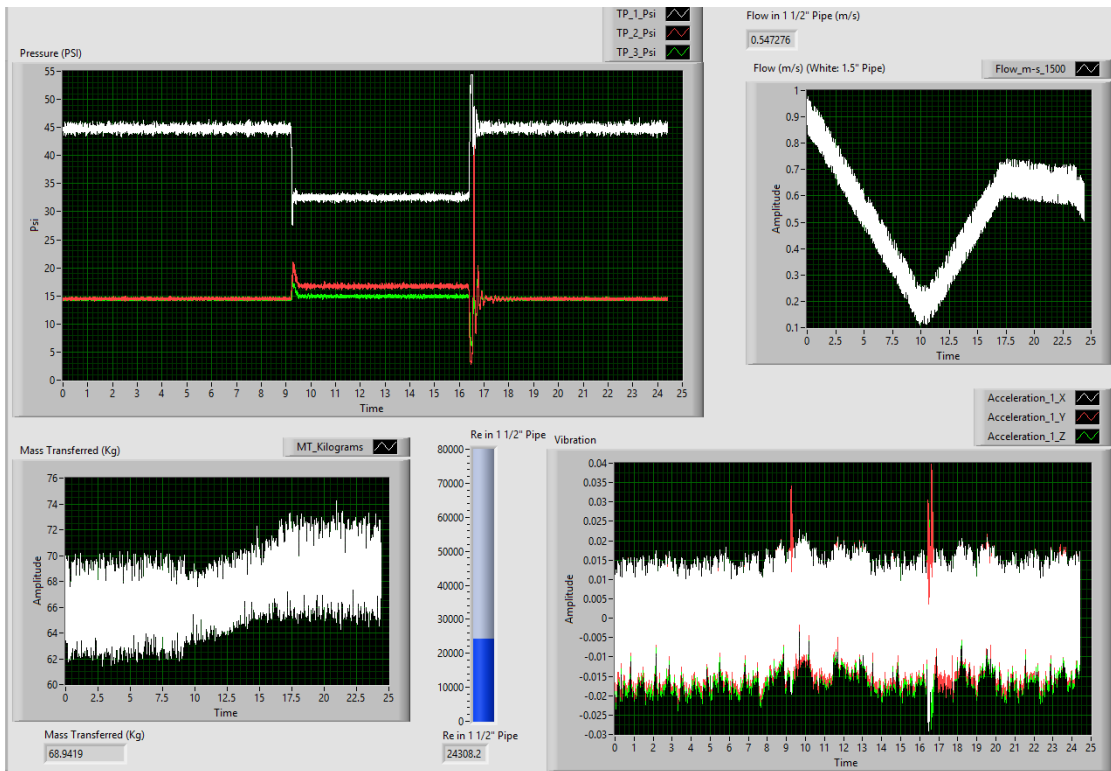 TP_1_Psi
TP_2_Psi
TP_3_Psi
Pressure (PSI)
55
50
45
40
35
30
25
20
15
10
5
0
Psi
0 1 2 3 4 5 6 7 8 9 10 11 12 13 14 15 16 17 18 19 20 21 22 23 24 25
Time
Flow in 1 1/2" Pipe (m/s)
0.547276
Flow (m/s) (White: 1.5" Pipe)
Flow_m-s_1500
1
0.9
0.8
0.7
0.6
0.5
0.4
0.3
0.2
0.1
Amplitude
0 2.5 5 7.5 10 12.5 15 17.5 20 22.5 25
Time
Mass Transferred (Kg)
MT_Kilograms
76
74
72
70
68
66
64
62
60
Amplitude
0 2.5 5 7.5 10 12.5 15 17.5 20 22.5 25
Time
Mass Transferred (Kg)
68.9419
Re in 1 1/2" Pipe
80000
70000
60000
50000
40000
30000
20000
10000
0
Re in 1 1/2" Pipe
24308.2
Vibration
Acceleration_1_X
Acceleration_1_Y
Acceleration_1_Z
0.04
0.035
0.03
0.025
0.02
0.015
0.01
0.005
0
-0.005
-0.01
-0.015
-0.02
-0.025
-0.03
Amplitude
0 1 2 3 4 5 6 7 8 9 10 11 12 13 14 15 16 17 18 19 20 21 22 23 24 25
Time